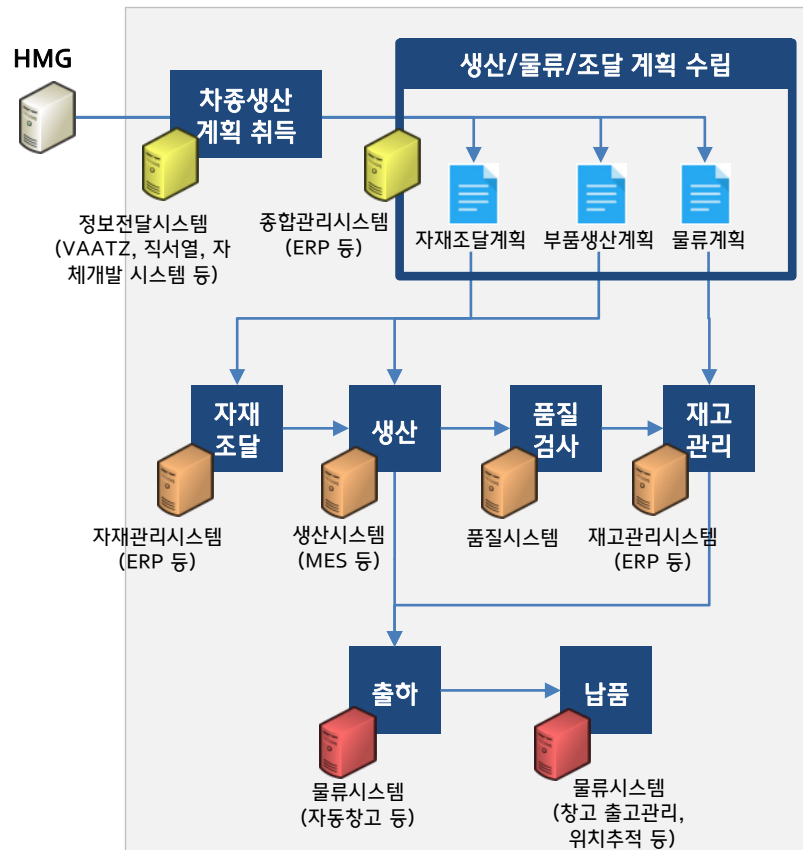 HMG
차종생산
계획 취득
생산/물류/조달 계획 수립
정보전달시스템
(VAATZ, 직서열, 자
체개발 시스템 등)
종합관리시스템
(ERP 등)
자재조달계획
부품생산계획
물류계획
자재
조달
생산
품질
검사
재고
관리
자재관리시스템
(ERP 등)
생산시스템
(MES 등)
품질시스템
재고관리시스템
(ERP 등)
출하
납품
물류시스템
(자동창고 등)
물류시스템
(창고 출고관리,
위치추적 등)